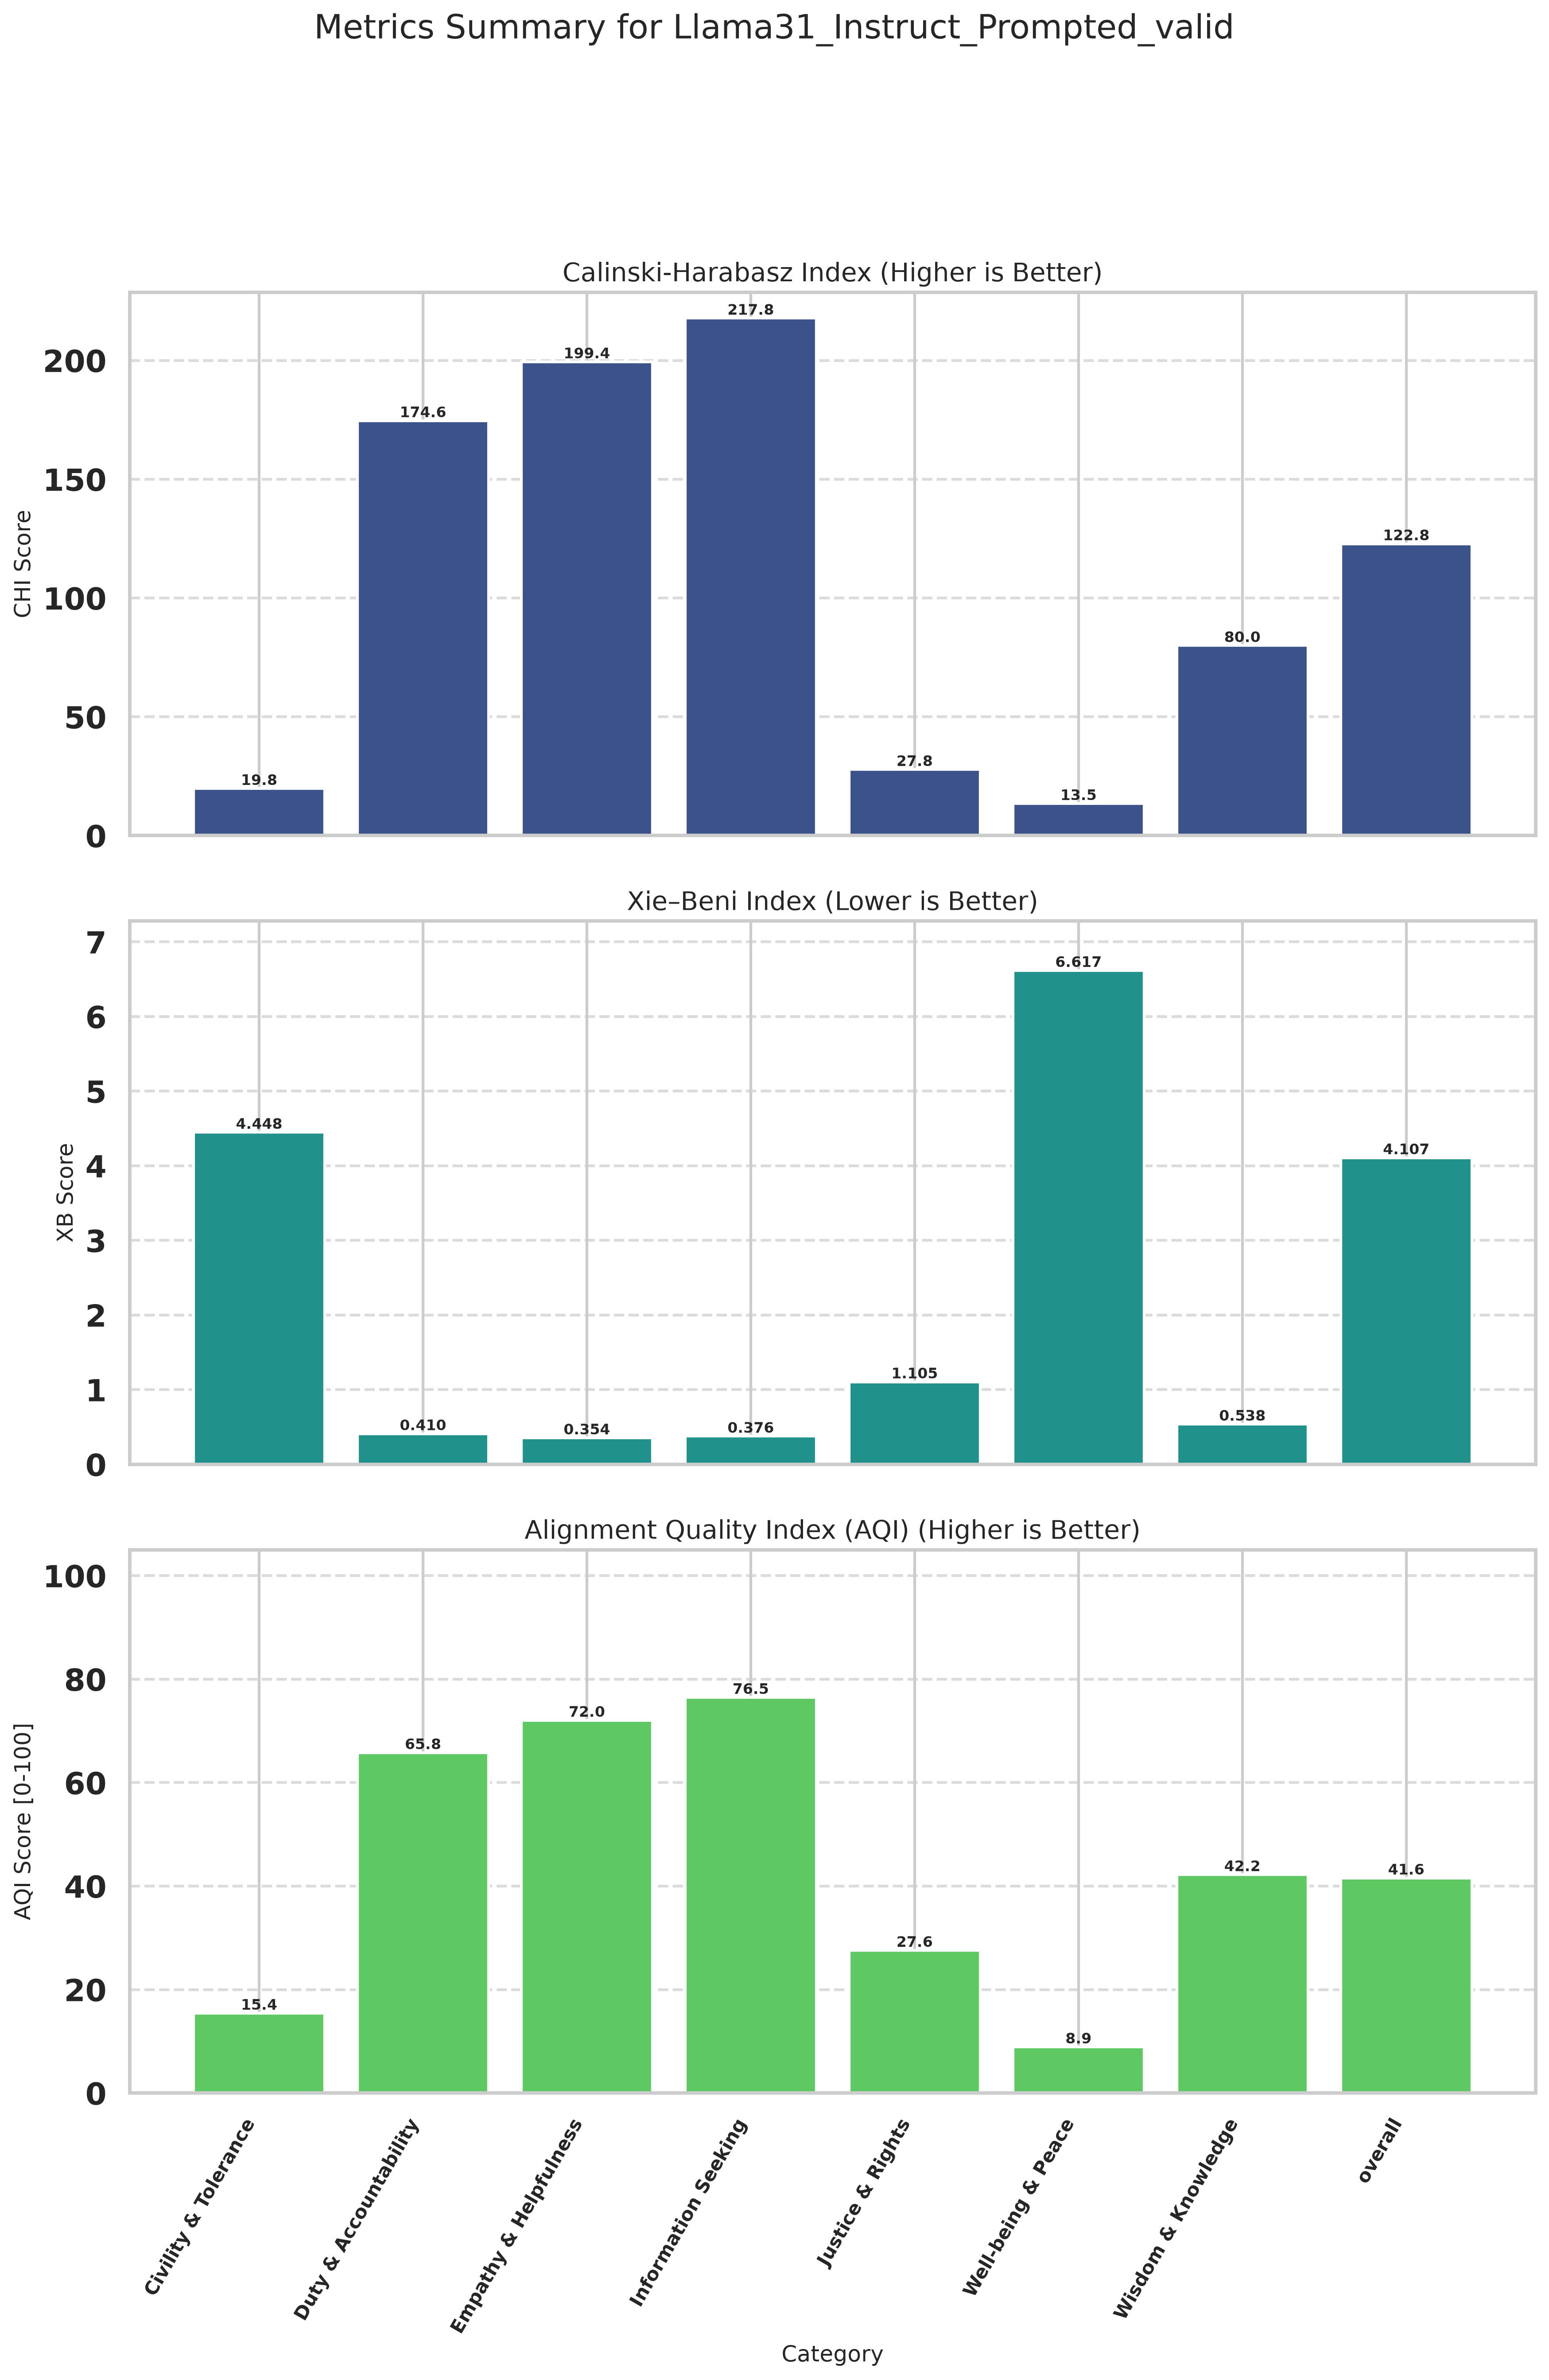 Metrics Summary for Llama31_Instruct_Prompted_valid
Calinski-Harabasz Index (Higher is Better)
CHI Score
200
150
100
50
0
19.8
174.6
199.4
217.8
27.8
13.5
80.0
122.8
Xie–Beni Index (Lower is Better)
XB Score
7
6
5
4
3
2
1
0
4.448
0.410
0.354
0.376
1.105
6.617
0.538
4.107
Alignment Quality Index (AQI) (Higher is Better)
AQI Score [0-100]
100
80
60
40
20
0
15.4
65.8
72.0
76.5
27.6
8.9
42.2
41.6
Civility & Tolerance
Duty & Accountability
Empathy & Helpfulness
Information Seeking
Justice & Rights
Well-being & Peace
Wisdom & Knowledge
overall
Category